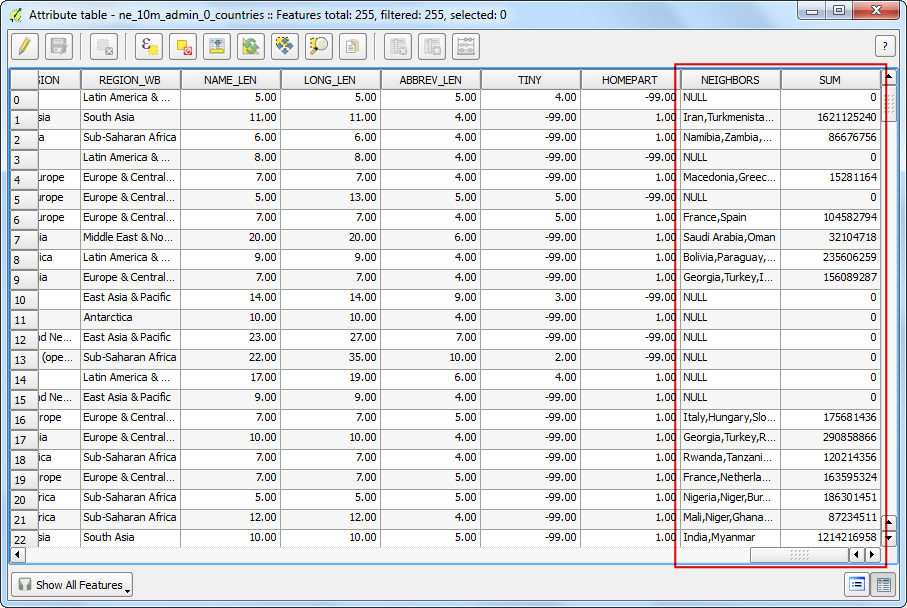 Attribute table - ne_10m_admin_0_countries :: Features total: 255, filtered: 255, selected: 0
?
ION REGION_WB NAME_LEN LONG_LEN ABBREV_LEN TINY HOMEPART NEIGHBORS SUM
0 Latin America & ... 5.00 5.00 5.00 4.00 -99.00 NULL 0
1 sia South Asia 11.00 11.00 4.00 -99.00 1.00 Iran,Turkmenista... 1621125240
2 a Sub-Saharan Africa 6.00 6.00 4.00 -99.00 1.00 Namibia,Zambia,... 86676756
3 Latin America & ... 8.00 8.00 4.00 -99.00 -99.00 NULL 0
4 urope Europe & Central... 7.00 7.00 4.00 -99.00 1.00 Macedonia,Greec... 15281164
5 urope Europe & Central... 5.00 13.00 5.00 5.00 -99.00 NULL 0
6 urope Europe & Central... 7.00 7.00 4.00 5.00 1.00 France,Spain 104582794
7 ia Middle East & No... 20.00 20.00 6.00 -99.00 1.00 Saudi Arabia,Oman 32104718
8 ica Latin America & ... 9.00 9.00 4.00 -99.00 1.00 Bolivia,Paraguay,... 235606259
9 ia Europe & Central... 7.00 7.00 4.00 -99.00 1.00 Georgia,Turkey,I... 156089287
10 East Asia & Pacific 14.00 14.00 9.00 3.00 -99.00 NULL 0
11 Antarctica 10.00 10.00 4.00 -99.00 1.00 NULL 0
12 d Ne... East Asia & Pacific 23.00 27.00 7.00 -99.00 -99.00 NULL 0
13 (ope... Sub-Saharan Africa 22.00 35.00 10.00 2.00 -99.00 NULL 0
14 Latin America & ... 17.00 19.00 6.00 4.00 1.00 NULL 0
15 d Ne... East Asia & Pacific 9.00 9.00 4.00 -99.00 1.00 NULL 0
16 rope Europe & Central... 7.00 7.00 5.00 -99.00 1.00 Italy,Hungary,Slo... 175681436
17 ia Europe & Central... 10.00 10.00 4.00 -99.00 1.00 Georgia,Turkey,R... 290858866
18 ica Sub-Saharan Africa 7.00 7.00 4.00 -99.00 1.00 Rwanda,Tanzani... 120214356
19 rope Europe & Central... 7.00 7.00 5.00 -99.00 1.00 France,Netherla... 163595324
20 rica Sub-Saharan Africa 5.00 5.00 5.00 -99.00 1.00 Nigeria,Niger,Bur... 186301451
21 rica Sub-Saharan Africa 12.00 12.00 4.00 -99.00 1.00 Mali,Niger,Ghana... 87234511
22 sia South Asia 10.00 10.00 5.00 -99.00 1.00 India,Myanmar 1214216958
Show All Features